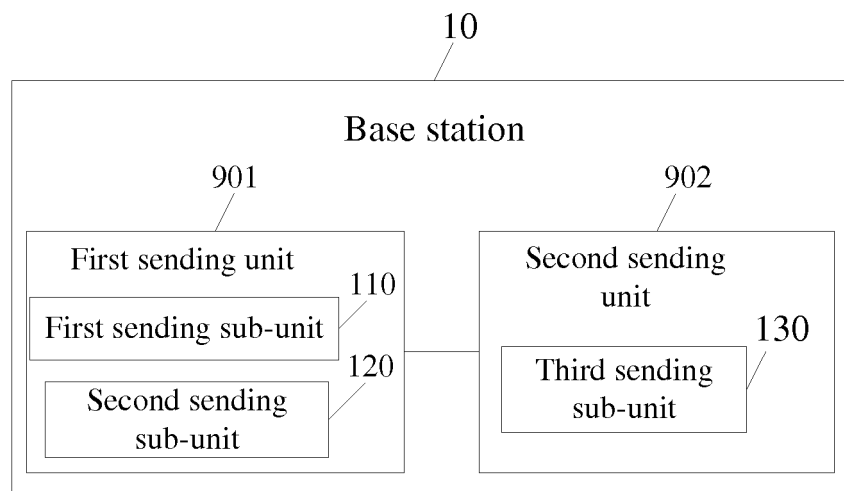 10
Base station
901
902
First sending unit
110
First sending sub-unit
120
Second sending
sub-unit
Second sending
unit
130
Third sending
sub-unit